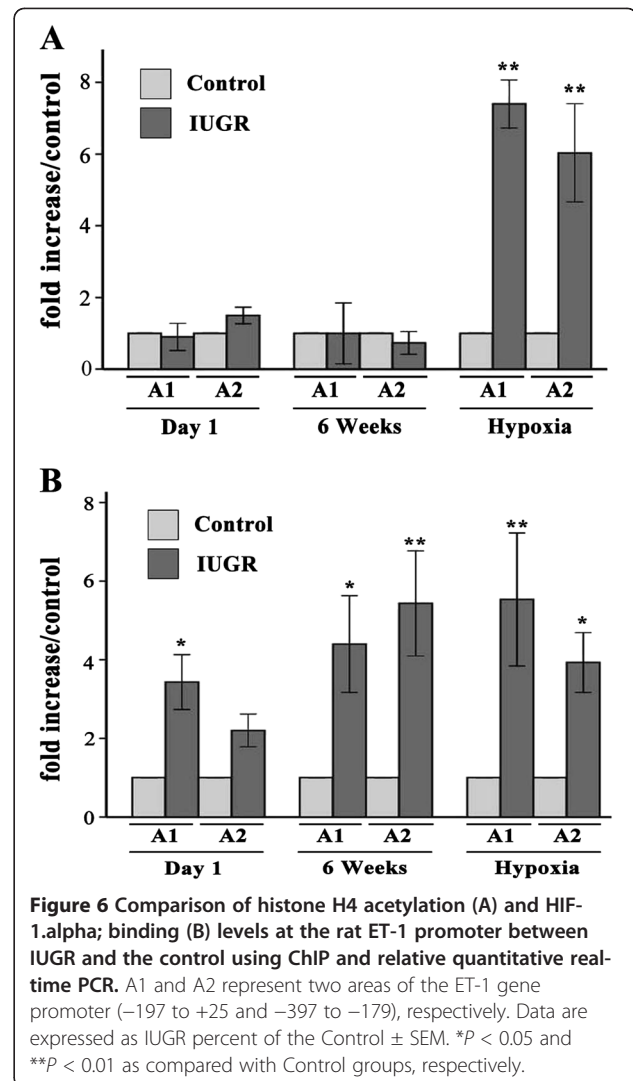 A
fold increase/control
8
6
4
2
0
Control
IUGR
** **
A1 A2 A1 A2 A1 A2
Day 1 6 Weeks Hypoxia
B
fold increase/control
8
6
4
2
0
Control
IUGR
* * ** ** *
A1 A2 A1 A2 A1 A2
Day 1 6 Weeks Hypoxia
Figure 6 Comparison of histone H4 acetylation (A) and HIF-
1.alpha; binding (B) levels at the rat ET-1 promoter between
IUGR and the control using ChIP and relative quantitative real-
time PCR. A1 and A2 represent two areas of the ET-1 gene
promoter (−197 to +25 and −397 to −179), respectively. Data are
expressed as IUGR percent of the Control ± SEM. *P < 0.05 and
**P < 0.01 as compared with Control groups, respectively.